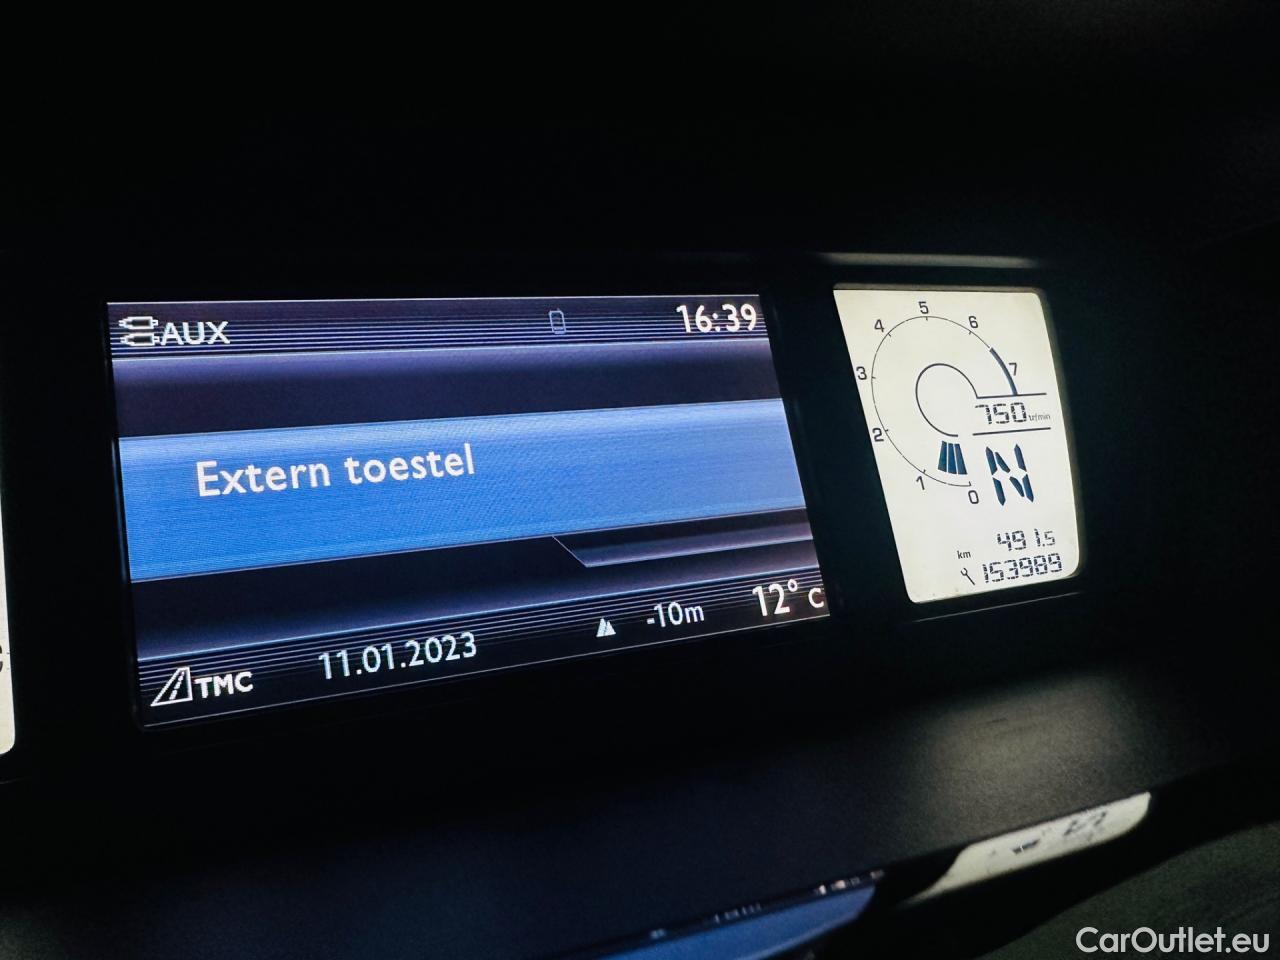 AUX
16:39
Extern toestel
TMC 11.01.2023 -10m 12° C
0 1 2 3 4 5 6 7
750 tr/min
N
km 491.5
153989
CarOutlet.eu